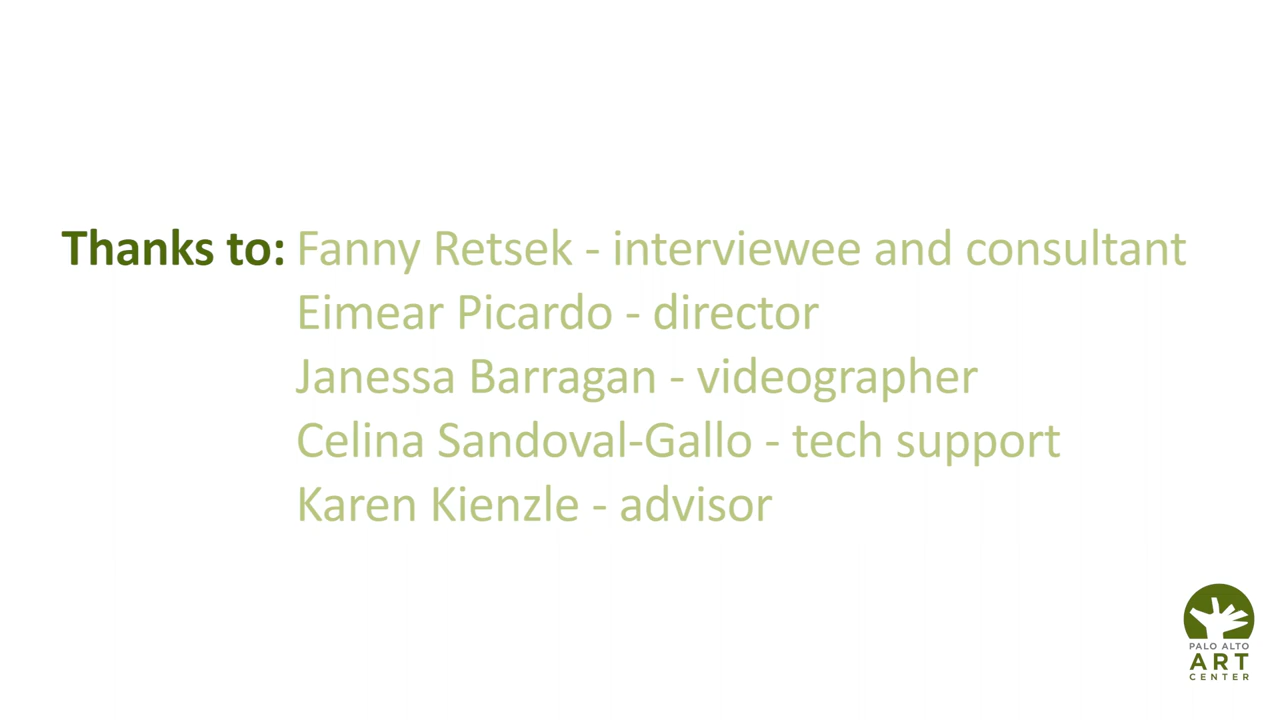 Thanks to: Fanny Retsek - interviewee and consultant
Eimear Picardo - director
Janessa Barragan - videographer
Celina Sandoval-Gallo - tech support
Karen Kienzle - advisor
PALO ALTO
ART
CENTER